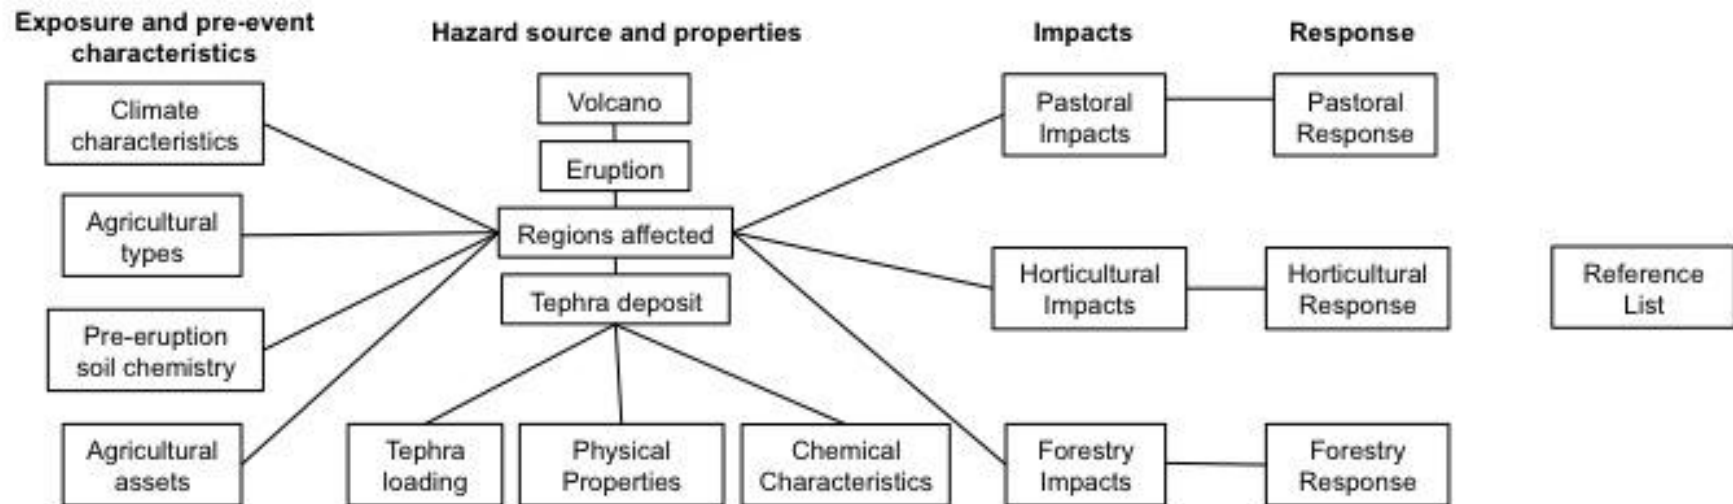 Exposure and pre-event
characteristics
Hazard source and properties
Impacts
Response
Climate
characteristics
Agricultural
types
Pre-eruption
soil chemistry
Agricultural
assets
Volcano
Eruption
Regions affected
Tephra deposit
Tephra
loading
Physical
Properties
Chemical
Characteristics
Pastoral
Impacts
Pastoral
Response
Horticultural
Impacts
Horticultural
Response
Forestry
Impacts
Forestry
Response
Reference
List